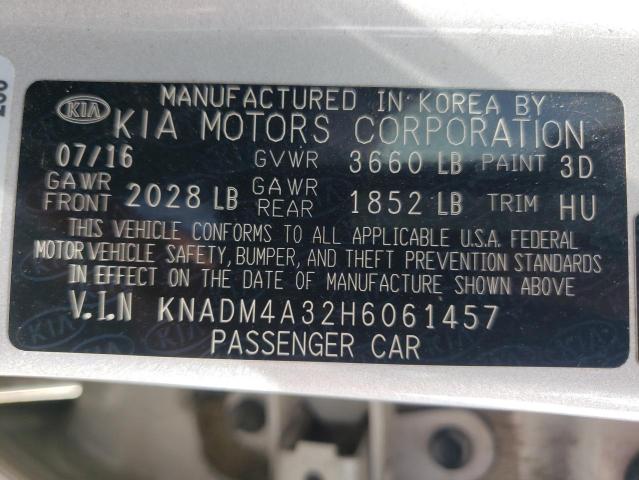 MANUFACTURED IN KOREA BY
KIA KIA MOTORS CORPORATION
07/16 GVWR 3660 LB PAINT 3D
GAWR FRONT 2028 LB GAWR REAR 1852 LB TRIM HU
THIS VEHICLE CONFORMS TO ALL APPLICABLE U.S.A. FEDERAL
MOTOR VEHICLE SAFETY, BUMPER, AND THEFT PREVENTION STANDARDS
IN EFFECT ON THE DATE OF MANUFACTURE SHOWN ABOVE
V.I.N KNADM4A32H6061457
PASSENGER CAR